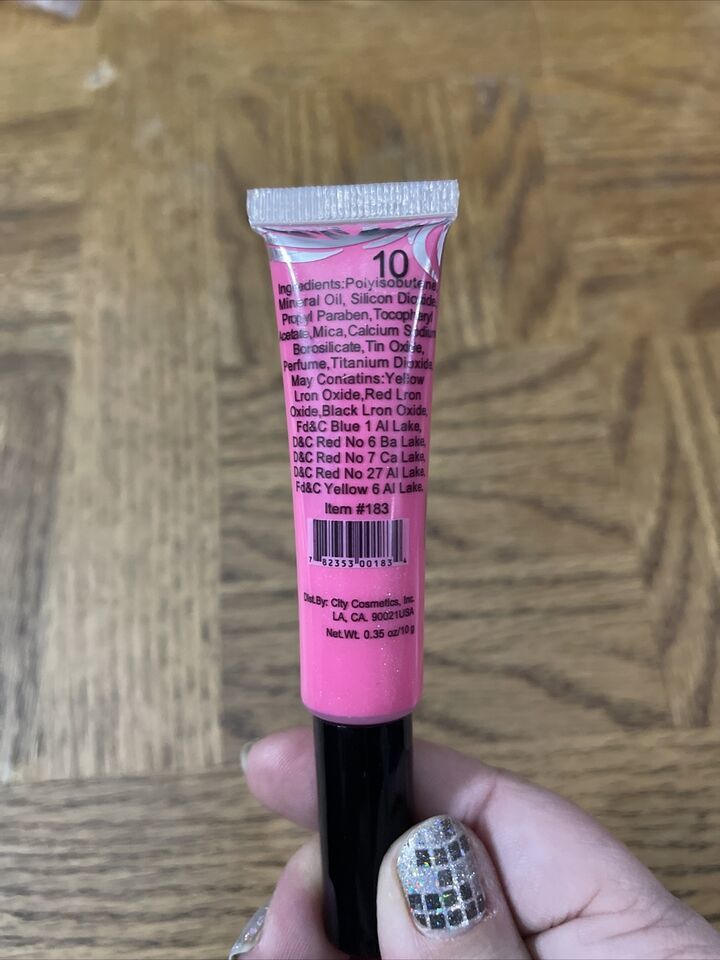 10
Ingredients:Polyisobutene,
Mineral Oil, Silicon Dioxide,
Propyl Paraben,Tocopheryl
Acetate,Mica,Calcium Sodium
Borosilicate,Tin Oxide,
Perfume,Titanium Dioxide.
May Contatins:Yellow
Lron Oxide,Red Lron
Oxide,Black Lron Oxide,
Fd&C Blue 1 Al Lake,
D&C Red No 6 Ba Lake,
D&C Red No 7 Ca Lake,
D&C Red No 27 Al Lake,
Fd&C Yellow 6 Al Lake.
Item #183
7 82353 00183 4
Dist.By: City Cosmetics, Inc.
LA, CA. 90021USA
Net.Wt. 0.35 oz/10 g